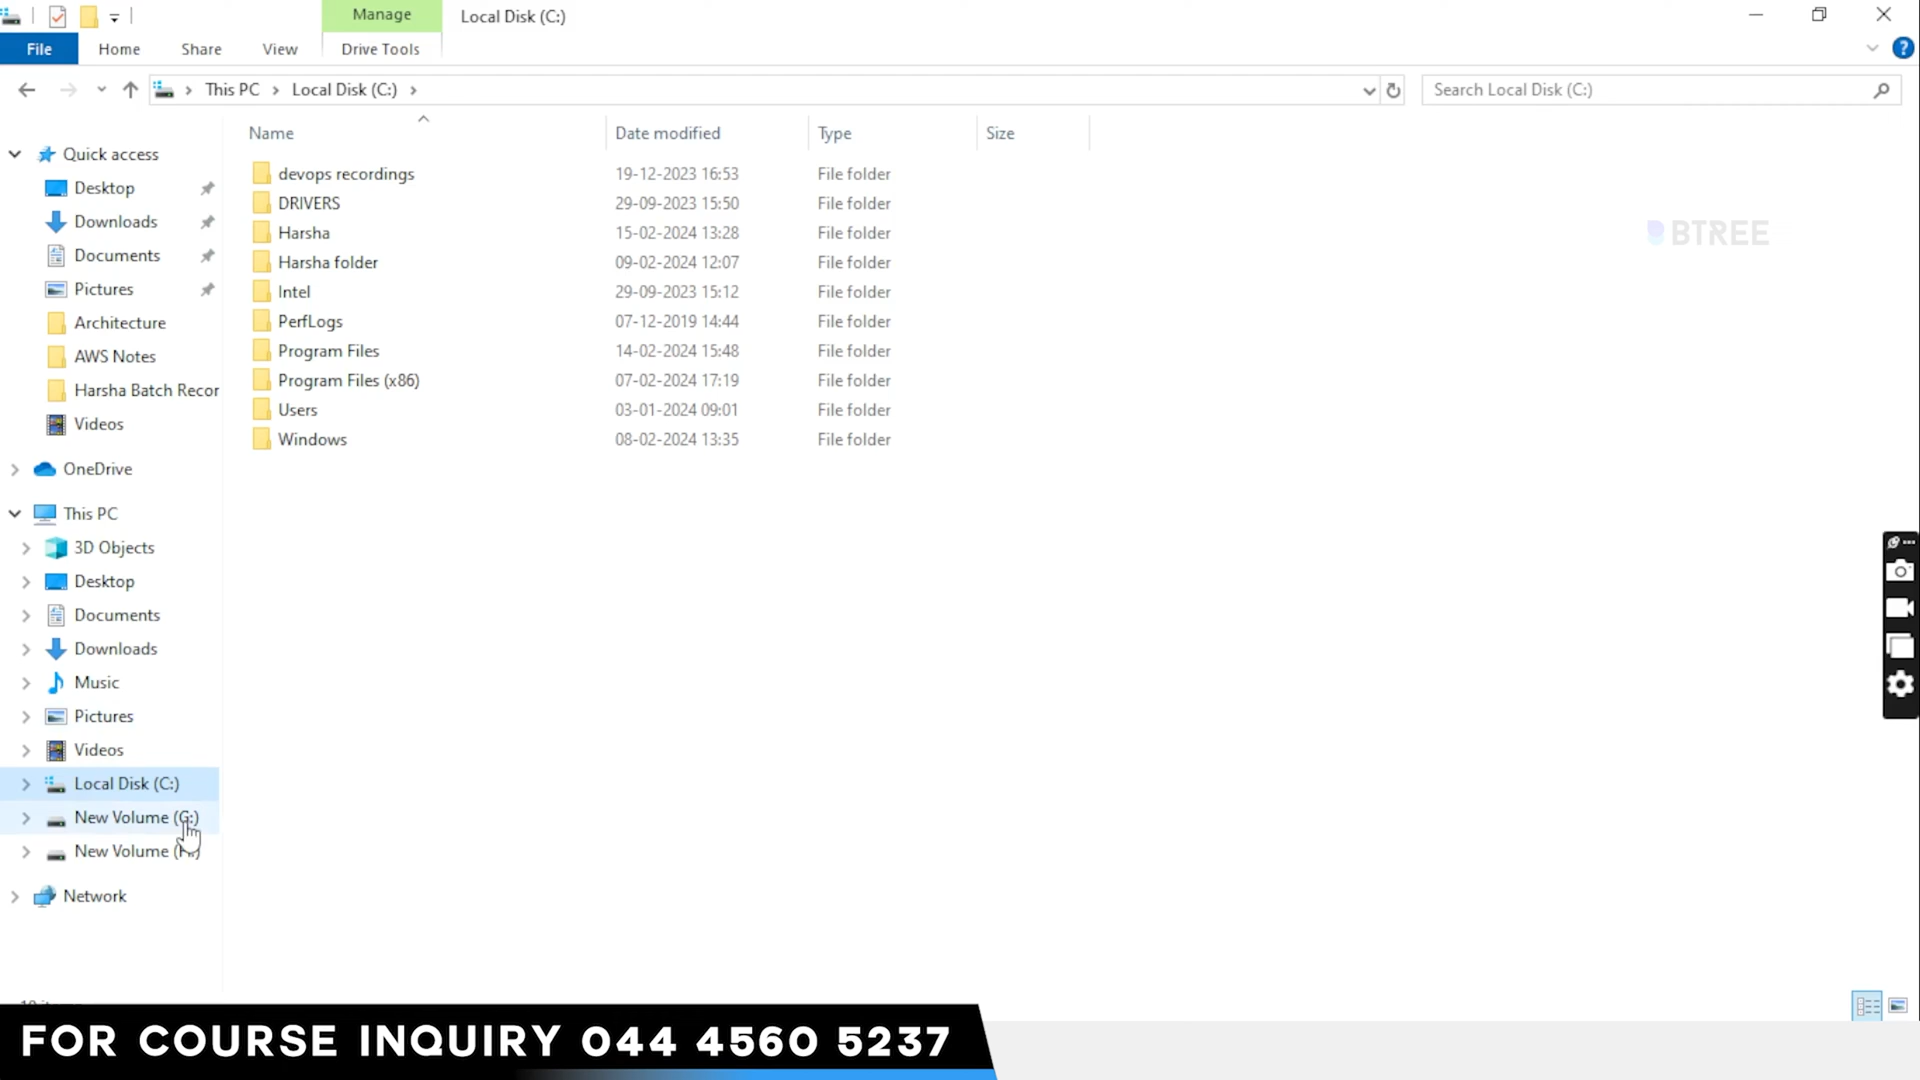 Manage
Local Disk (C:)
File
Home
Share
View
Drive Tools
This PC
Local Disk (C:)
Search Local Disk (C:)
Name
Date modified
Type
Size
Quick access
Desktop
Downloads
Documents
Pictures
Architecture
AWS Notes
Harsha Batch Recor
Videos
OneDrive
This PC
3D Objects
Desktop
Documents
Downloads
Music
Pictures
Videos
Local Disk (C:)
New Volume (G:)
New Volume
Network
devops recordings 19-12-2023 16:53 File folder
DRIVERS 29-09-2023 15:50 File folder
Harsha 15-02-2024 13:28 File folder
Harsha folder 09-02-2024 12:07 File folder
Intel 29-09-2023 15:12 File folder
PerfLogs 07-12-2019 14:44 File folder
Program Files 14-02-2024 15:48 File folder
Program Files (x86) 07-02-2024 17:19 File folder
Users 03-01-2024 09:01 File folder
Windows 08-02-2024 13:35 File folder
BTREE
FOR COURSE INQUIRY 044 4560 5237